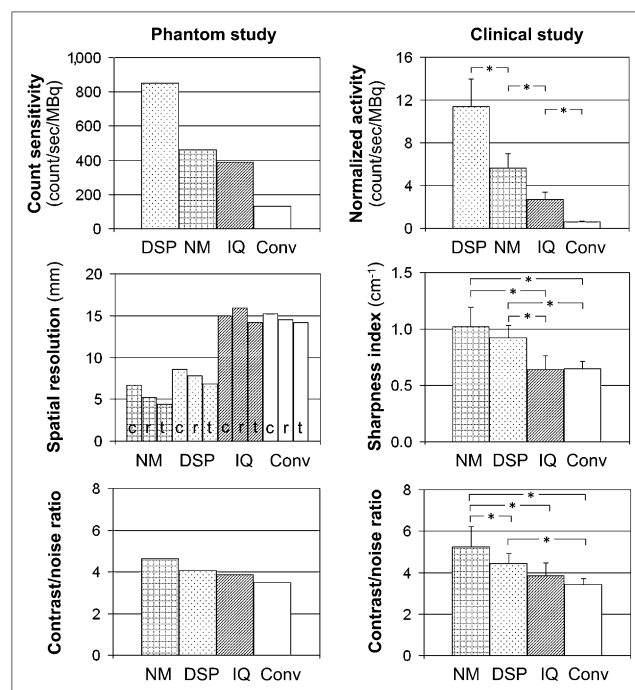 Phantom study
Clinical study
Count sensitivity
(count/sec/MBq)
1,000
800
600
400
200
0
DSP NM IQ Conv
Normalized activity
(count/sec/MBq)
16
12
8
4
0
* * *
DSP NM IQ Conv
Spatial resolution (mm)
20
15
10
5
0
c r t c r t c r t c r t
NM DSP IQ Conv
Sharpness index (cm⁻¹)
1.5
1.0
0.5
0.0
*
*
*
*
NM DSP IQ Conv
Contrast/noise ratio
8
6
4
2
0
NM DSP IQ Conv
Contrast/noise ratio
8
6
4
2
0
*
*
* *
NM DSP IQ Conv